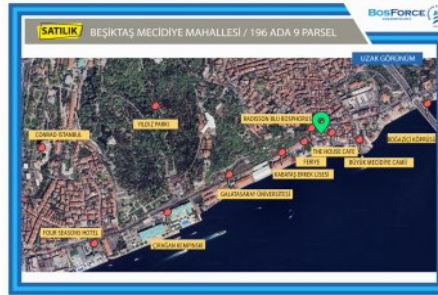 BOSFORCE
SATILIK
BEŞİKTAŞ MECİDİYE MAHALLESİ / 196 ADA 9 PARSEL
UZAK GÖRÜNÜM
RADISSON BLU BOSPHORUS
YILDIZ PARKI
CONRAD İSTANBUL
BOĞAZİÇİ KÖPRÜSÜ
THE HOUSE CAFE
FERİYE
BÜYÜK MECİDİYE CAMİİ
KABATAŞ ERKEK LİSESİ
GALATASARAY ÜNİVERSİTESİ
FOUR SEASONS HOTEL
ÇIRAĞAN KEMPINSKI